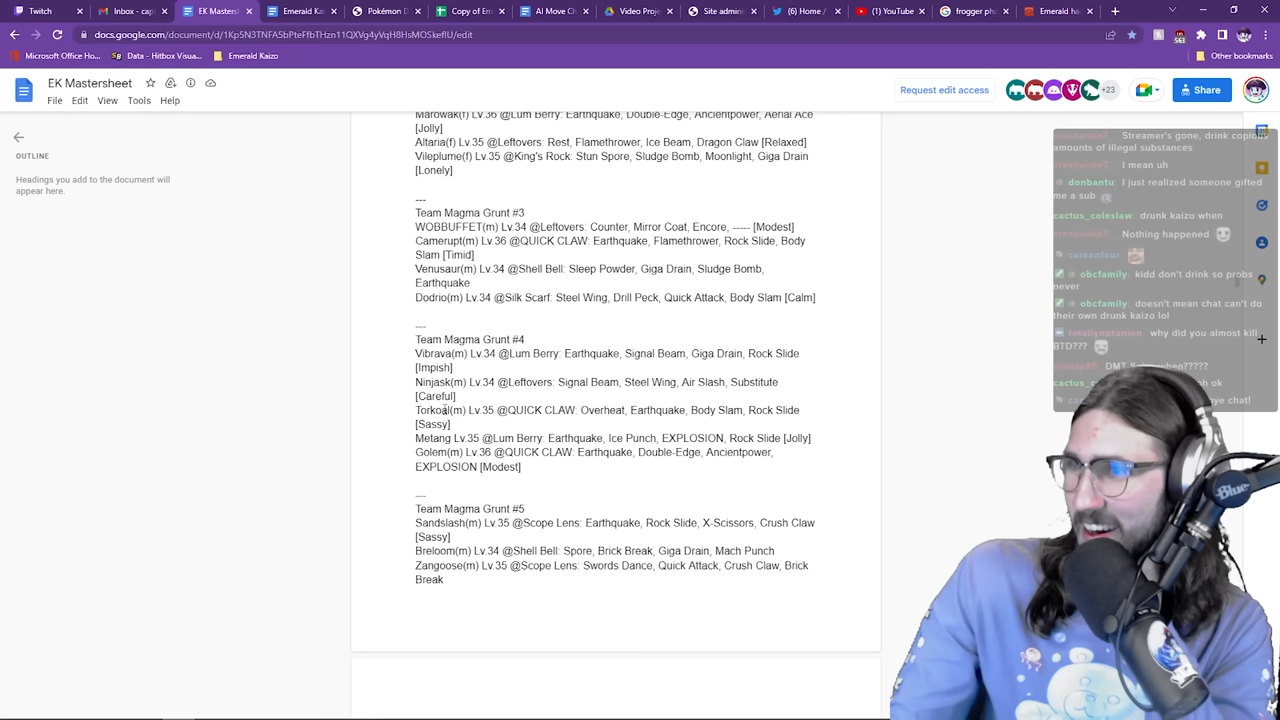 Twitch
Inbox - cap
EK Masters
Emerald Ka
Pokémon D
Copy of Em
AI Move Ch
Video Proj
Site admini
(6) Home /
(1) YouTube
frogger ph
Emerald ha
docs.google.com/document/d/1Kp5N3TNFA5bPteFfbTHzn11QXVg4yVqH8HsMOSkefIU/edit
Microsoft Office Ho...
Data - Hitbox Visua...
Emerald Kaizo
Other bookmarks
EK Mastersheet
File Edit View Tools Help
Request edit access
+23
Share
OUTLINE
Headings you add to the document will
appear here.
Marowak(f) Lv.36 @Lum Berry: Earthquake, Double-Edge, Ancientpower, Aerial Ace
[Jolly]
Altaria(f) Lv.35 @Leftovers: Rest, Flamethrower, Ice Beam, Dragon Claw [Relaxed]
Vileplume(f) Lv.35 @King's Rock: Stun Spore, Sludge Bomb, Moonlight, Giga Drain
[Lonely]
---
Team Magma Grunt #3
WOBBUFFET(m) Lv.34 @Leftovers: Counter, Mirror Coat, Encore, ----- [Modest]
Camerupt(m) Lv.36 @QUICK CLAW: Earthquake, Flamethrower, Rock Slide, Body
Slam [Timid]
Venusaur(m) Lv.34 @Shell Bell: Sleep Powder, Giga Drain, Sludge Bomb,
Earthquake
Dodrio(m) Lv.34 @Silk Scarf: Steel Wing, Drill Peck, Quick Attack, Body Slam [Calm]
---
Team Magma Grunt #4
Vibrava(m) Lv.34 @Lum Berry: Earthquake, Signal Beam, Giga Drain, Rock Slide
[Impish]
Ninjask(m) Lv.34 @Leftovers: Signal Beam, Steel Wing, Air Slash, Substitute
[Careful]
Torkoal(m) Lv.35 @QUICK CLAW: Overheat, Earthquake, Body Slam, Rock Slide
[Sassy]
Metang Lv.35 @Lum Berry: Earthquake, Ice Punch, EXPLOSION, Rock Slide [Jolly]
Golem(m) Lv.36 @QUICK CLAW: Earthquake, Double-Edge, Ancientpower,
EXPLOSION [Modest]
---
Team Magma Grunt #5
Sandslash(m) Lv.35 @Scope Lens: Earthquake, Rock Slide, X-Scissors, Crush Claw
[Sassy]
Breloom(m) Lv.34 @Shell Bell: Spore, Brick Break, Giga Drain, Mach Punch
Zangoose(m) Lv.35 @Scope Lens: Swords Dance, Quick Attack, Crush Claw, Brick
Break
Streamer's gone, drink copious
amounts of illegal substances
I mean uh
donbantu: I just realized someone gifted
me a sub
cactus_coleslaw: drunk kaizo when
Nothing happened
carsenfour:
obcfamily: kidd don't drink so probs
never
obcfamily: doesn't mean chat can't do
their own drunk kaizo lol
totallynotonion why did you almost kill
BTD???
when?????
oh ok
bye chat!
Blue